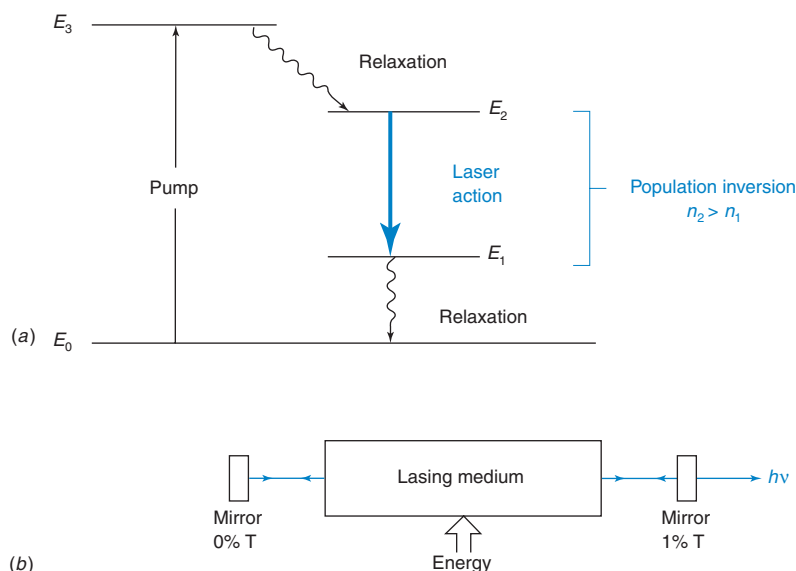 E3
Relaxation
E2
Pump
Laser
action
Population inversion
n2 > n1
E1
Relaxation
(a)
E0
Lasing medium
hν
Mirror
0% T
Mirror
1% T
Energy
(b)